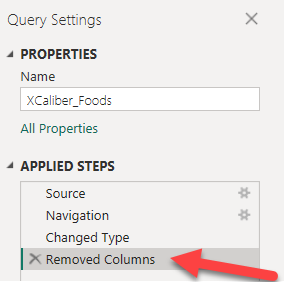 Query Settings
PROPERTIES
Name
XCaliber_Foods
All Properties
APPLIED STEPS
Source
Navigation
Changed Type
Removed Columns